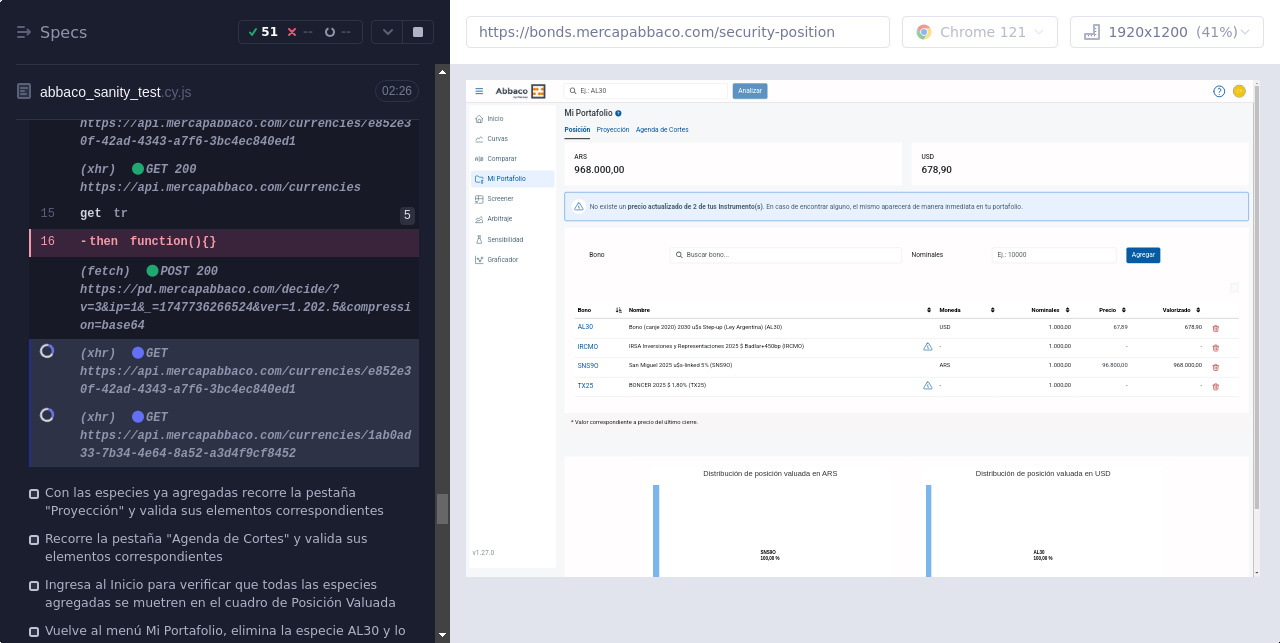 Specs
51 -- --
abbaco_sanity_test.cy.js 02:26
https://api.mercapabbaco.com/currencies/e852e3
0f-42ad-4343-a7f6-3bc4ec840ed1
(xhr) GET 200
https://api.mercapabbaco.com/currencies
15 get tr 5
16 -then function(){}
(fetch) POST 200
https://pd.mercapabbaco.com/decide/?
v=3&ip=1&_=1747736266524&ver=1.202.5&compressi
on=base64
(xhr) GET
https://api.mercapabbaco.com/currencies/e852e3
0f-42ad-4343-a7f6-3bc4ec840ed1
(xhr) GET
https://api.mercapabbaco.com/currencies/1ab0ad
33-7b34-4e64-8a52-a3d4f9cf8452
Con las especies ya agregadas recorre la pestaña
"Proyección" y valida sus elementos correspondientes
Recorre la pestaña "Agenda de Cortes" y valida sus
elementos correspondientes
Ingresa al Inicio para verificar que todas las especies
agregadas se muetren en el cuadro de Posición Valuada
Vuelve al menú Mi Portafolio, elimina la especie AL30 y lo
https://bonds.mercapabbaco.com/security-position
Chrome 121
1920x1200 (41%)
Abbaco
Ej.: AL30
Analizar
Inicio
Curvas
Comparar
Mi Portafolio
Screener
Arbitraje
Sensibilidad
Graficador
v1.27.0
Mi Portafolio
Posición Proyección Agenda de Cortes
ARS
968.000,00
USD
678,90
No existe un precio actualizado de 2 de tus Instrumento(s). En caso de encontrar alguno, el mismo aparecerá de manera inmediata en tu portafolio.
Bono Buscar bono... Nominales Ej.: 10000 Agregar
Bono Nombre Moneda Nominales Precio Valorizado
AL30 Bono (canje 2020) 2030 u$s Step-up (Ley Argentina) (AL30) USD 1.000,00 67,89 678,90
IRCMO IRSA Inversiones y Representaciones 2025 $ Badlar+450bp (IRCMO) - 1.000,00 - -
SNS9O San Miguel 2025 u$s-linked 5% (SNS9O) ARS 1.000,00 96.800,00 968.000,00
TX25 BONCER 2025 $ 1,80% (TX25) - 1.000,00 - -
* Valor correspondiente a precio del último cierre.
Distribución de posición valuada en ARS
SNS9O
100,00 %
Distribución de posición valuada en USD
AL30
100,00 %